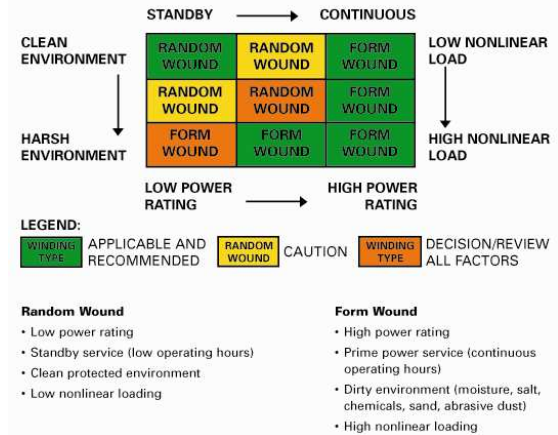 STANDBY CONTINUOUS
CLEAN
ENVIRONMENT
RANDOM
WOUND
RANDOM
WOUND
FORM
WOUND
LOW NONLINEAR
LOAD
RANDOM
WOUND
RANDOM
WOUND
FORM
WOUND
HARSH
ENVIRONMENT
FORM
WOUND
FORM
WOUND
FORM
WOUND
HIGH NONLINEAR
LOAD
LOW POWER
RATING
HIGH POWER
RATING
LEGEND:
WINDING
TYPE
APPLICABLE AND
RECOMMENDED
RANDOM
WOUND
CAUTION
WINDING
TYPE
DECISION/REVIEW
ALL FACTORS
Random Wound
• Low power rating
• Standby service (low operating hours)
• Clean protected environment
• Low nonlinear loading
Form Wound
• High power rating
• Prime power service (continuous
operating hours)
• Dirty environment (moisture, salt,
chemicals, sand, abrasive dust)
• High nonlinear loading